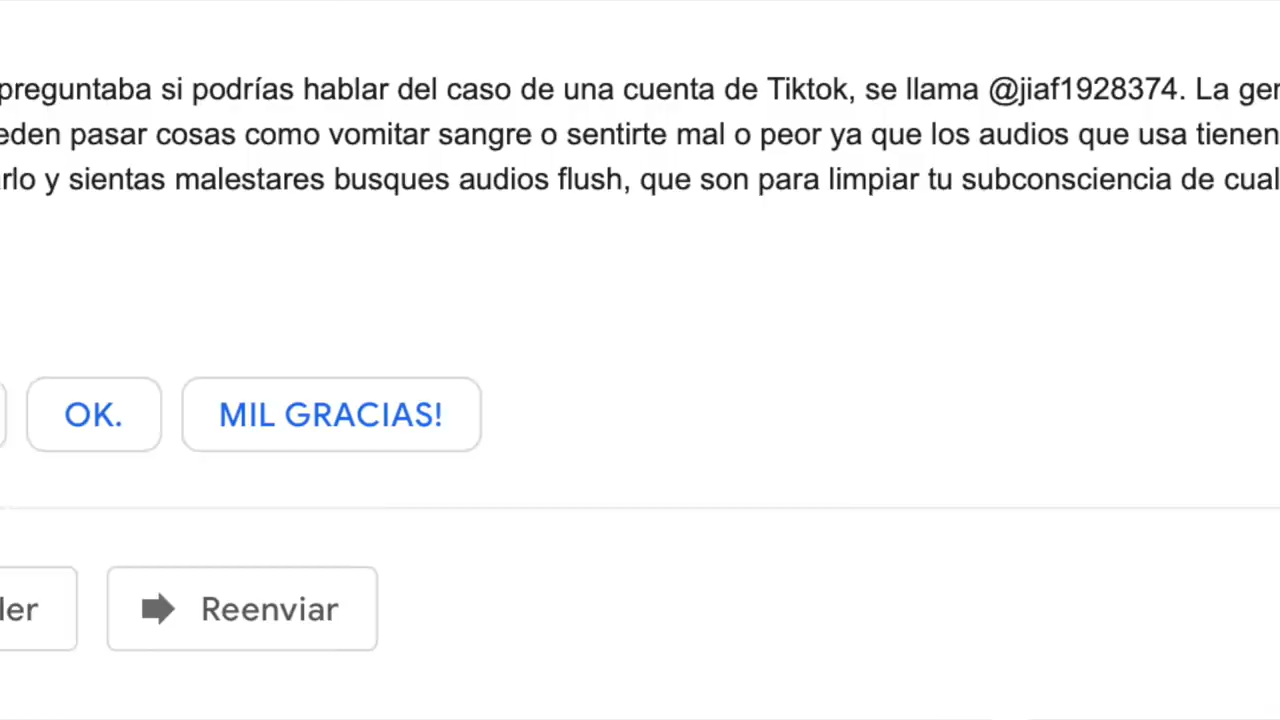 preguntaba si podrías hablar del caso de una cuenta de Tiktok, se llama @jiaf1928374. La
pasar cosas como vomitar sangre o sentirte mal o peor ya que los audios que usa tienen
y sientas malestares busques audios flush, que son para limpiar tu subconsciencia de
OK.
MIL GRACIAS!
Reenviar